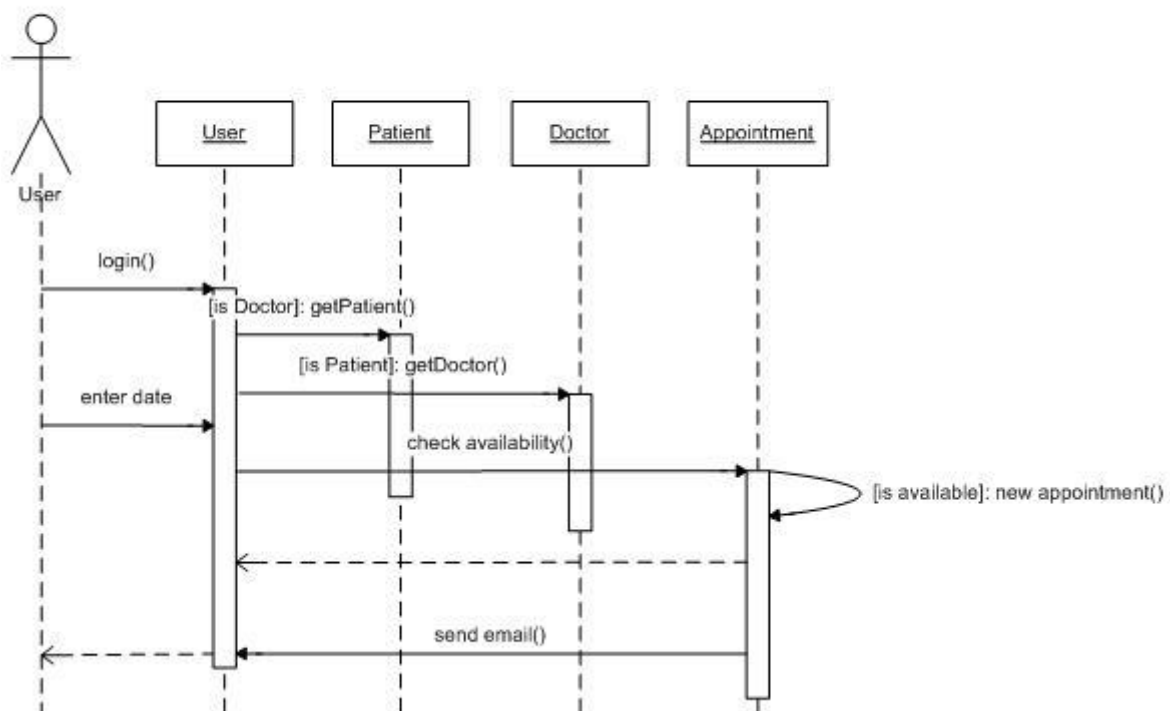 User
Patient
Doctor
Appointment
User
login()
[is Doctor]: getPatient()
[is Patient]: getDoctor()
enter date
check availability()
[is available]: new appointment()
send email()